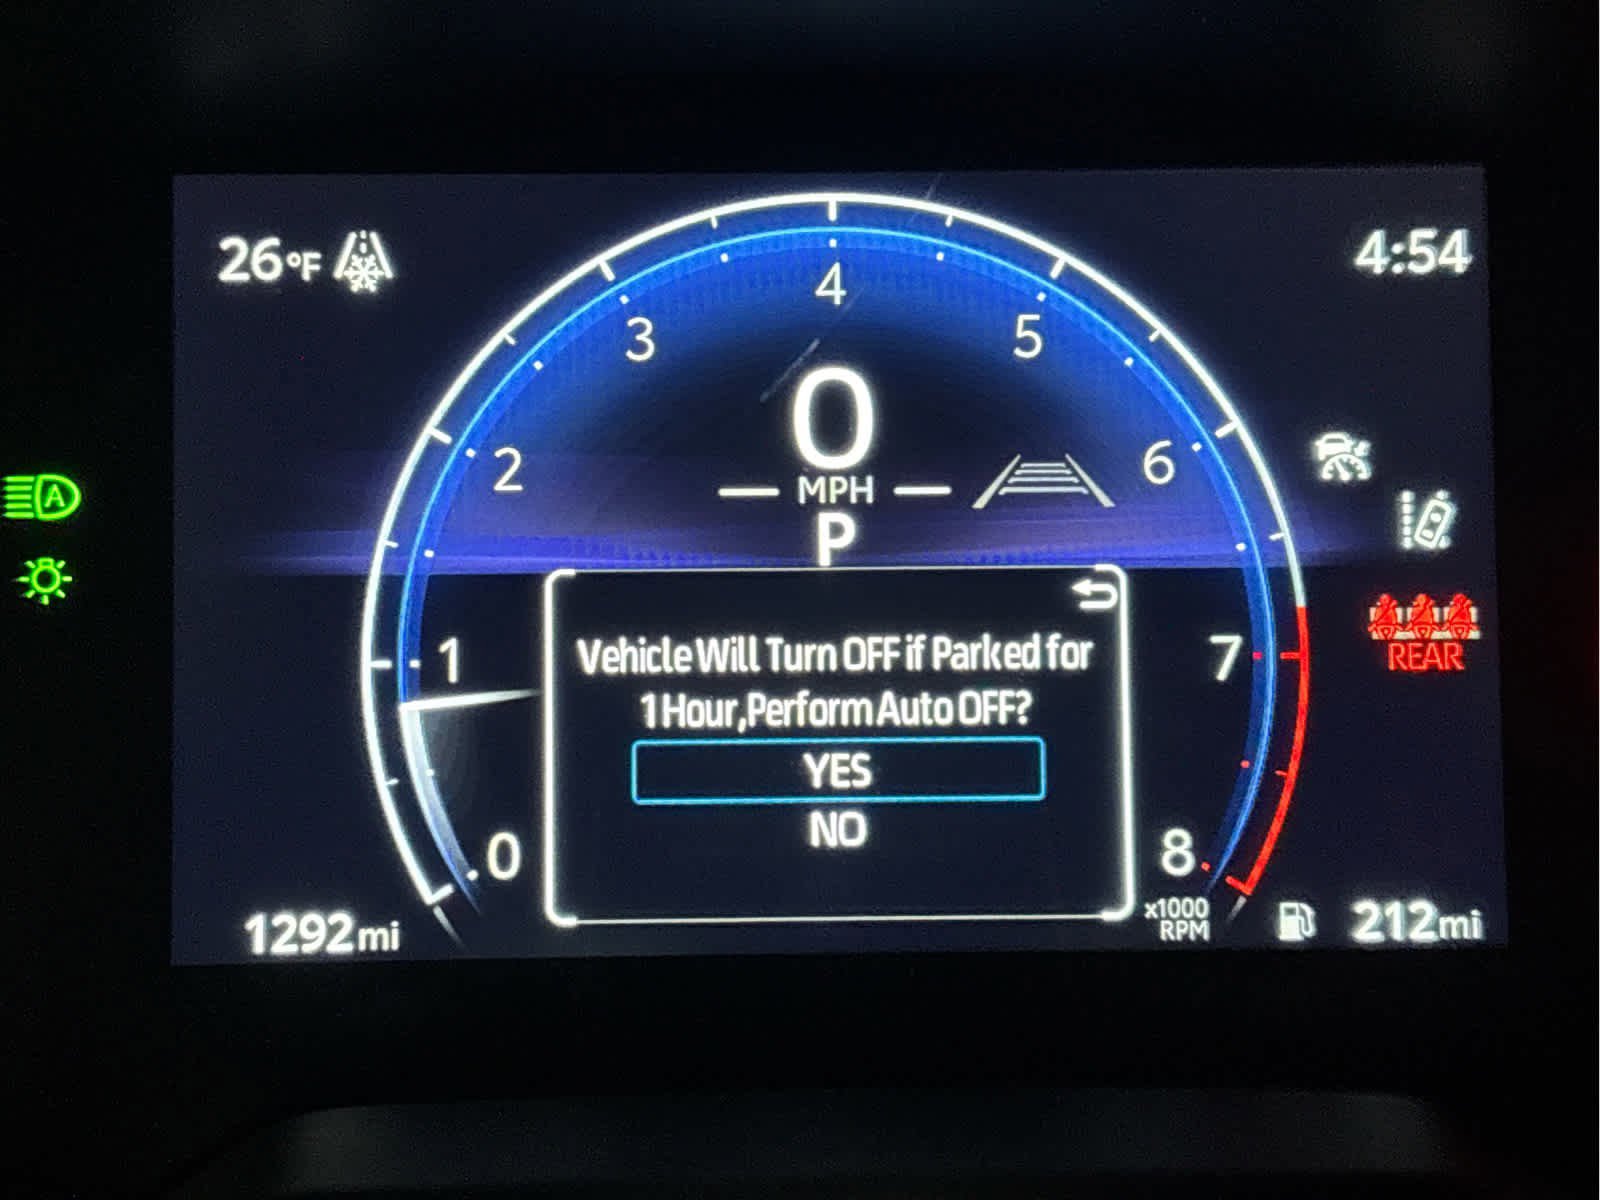 26°F
4:54
4
3
5
2
6
0
MPH
P
A
1
7
REAR
Vehicle Will Turn OFF if Parked for
1 Hour,Perform Auto OFF?
YES
NO
0
8
x1000
RPM
1292mi
212mi